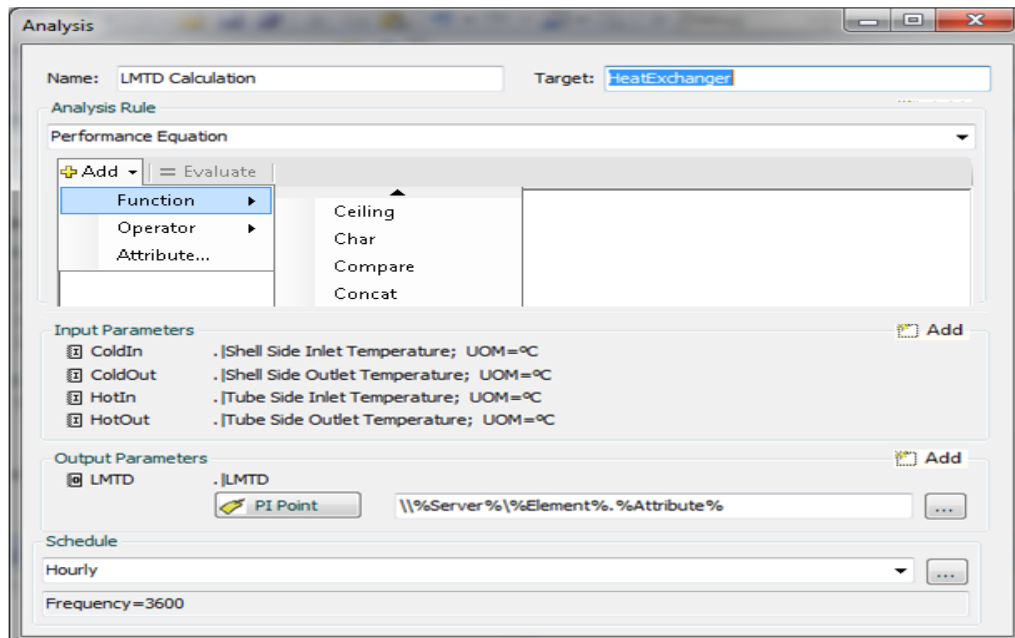 Analysis
Name: LMTD Calculation Target: HeatExchanger
Analysis Rule
Performance Equation
Add = Evaluate
Function
Operator
Attribute...
Ceiling
Char
Compare
Concat
Input Parameters Add
ColdIn .|Shell Side Inlet Temperature; UOM=ºC
ColdOut .|Shell Side Outlet Temperature; UOM=ºC
HotIn .|Tube Side Inlet Temperature; UOM=ºC
HotOut .|Tube Side Outlet Temperature; UOM=ºC
Output Parameters Add
LMTD .|LMTD
PI Point \\%Server%\%Element%.%Attribute% ...
Schedule
Hourly ...
Frequency=3600